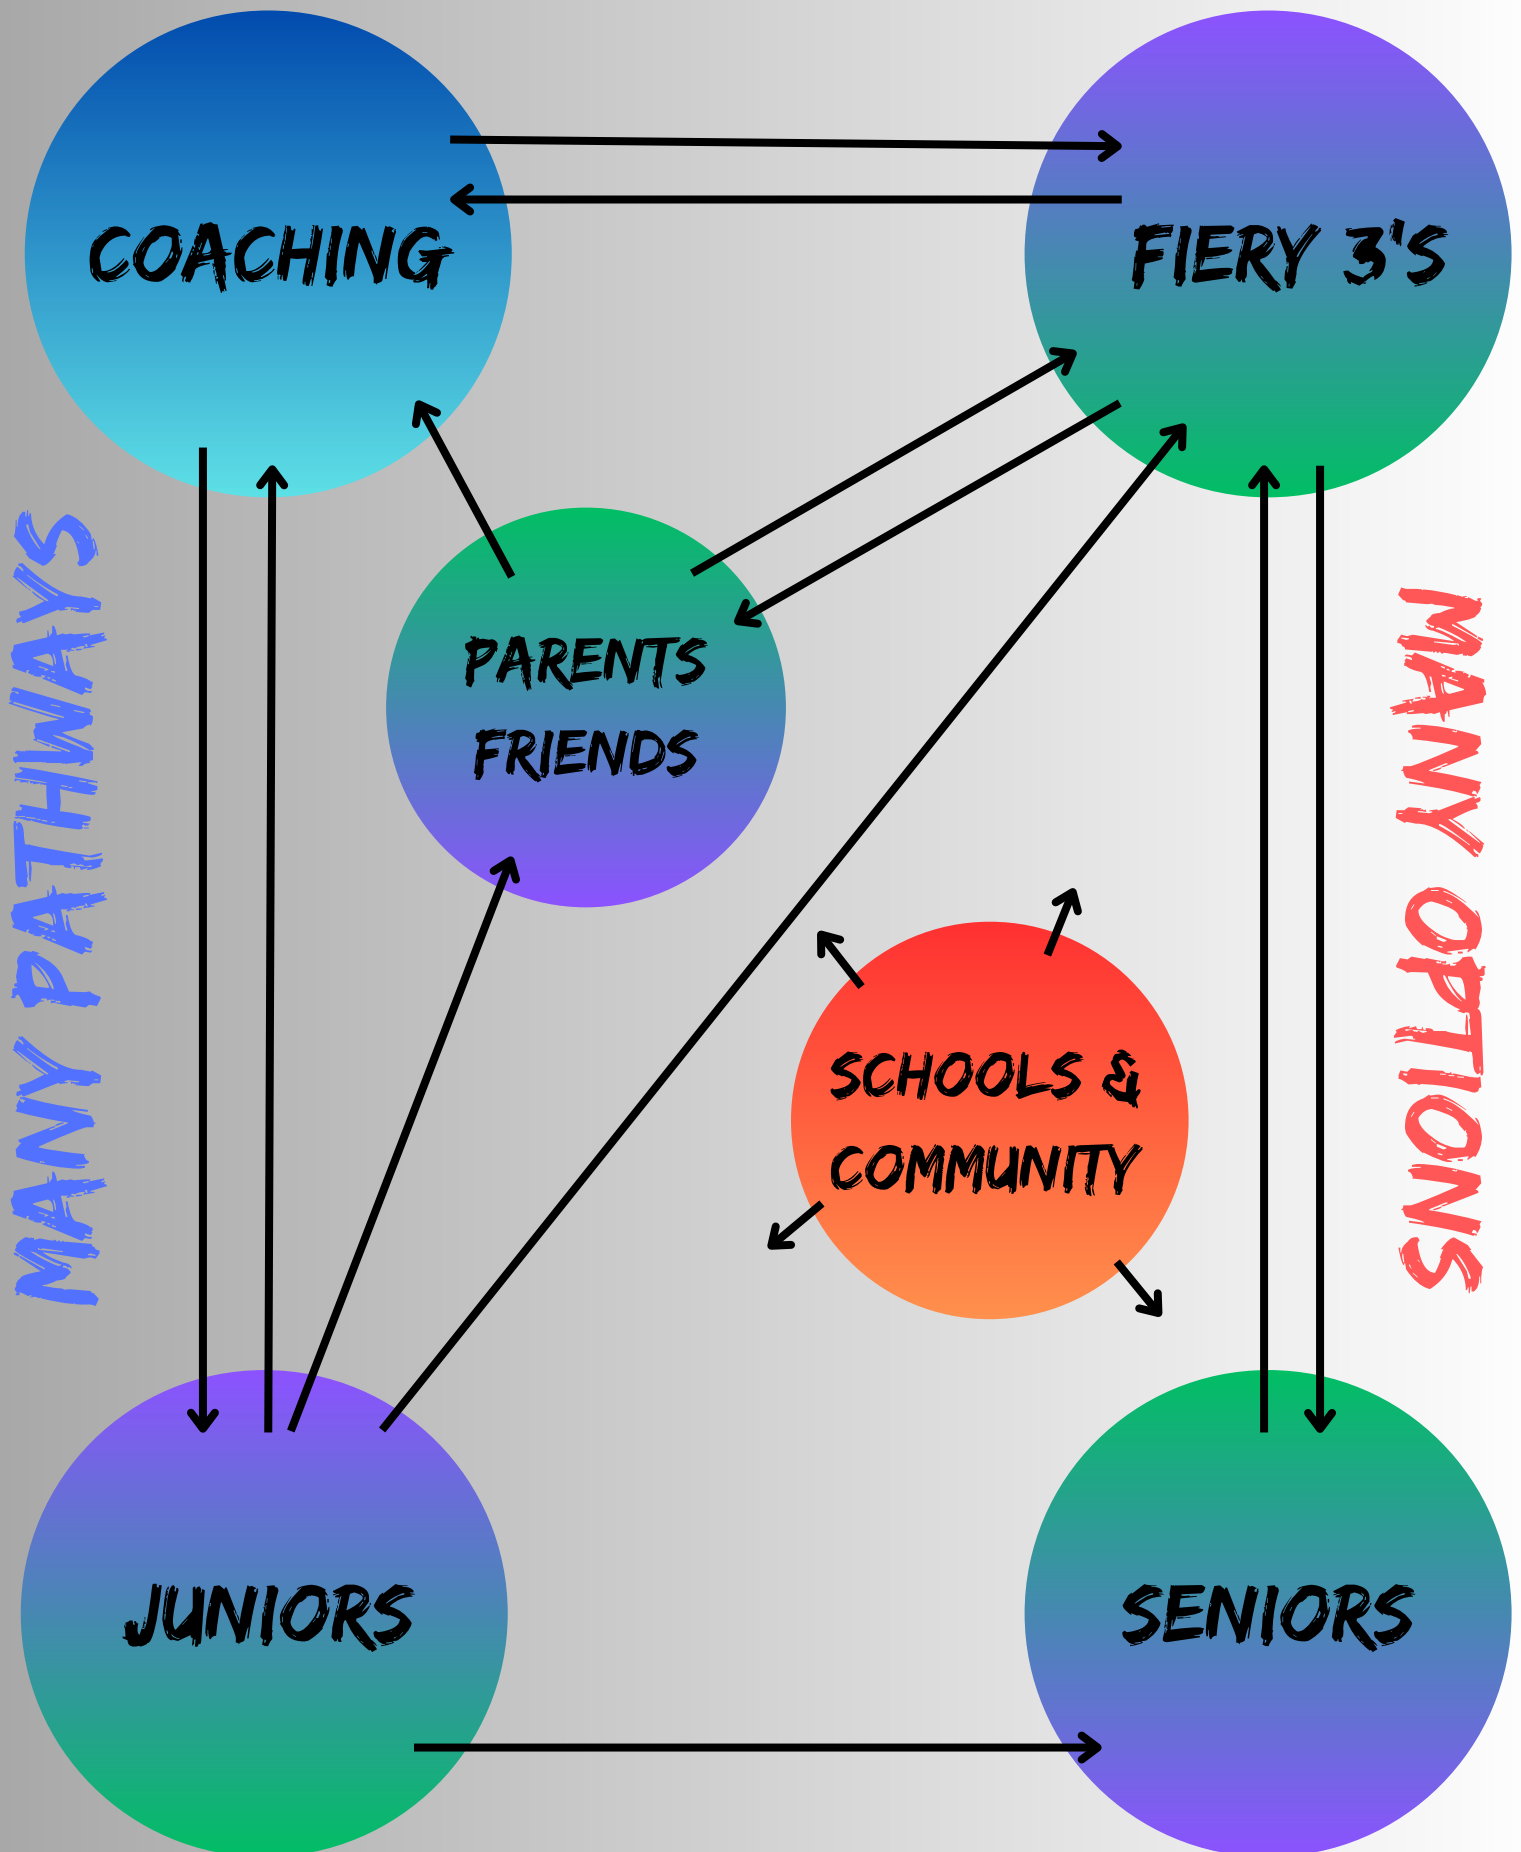 COACHING
FIERY 3'S
MANY PATHWAYS
PARENTS
FRIENDS
MANY OPTIONS
SCHOOLS &
COMMUNITY
JUNIORS
SENIORS